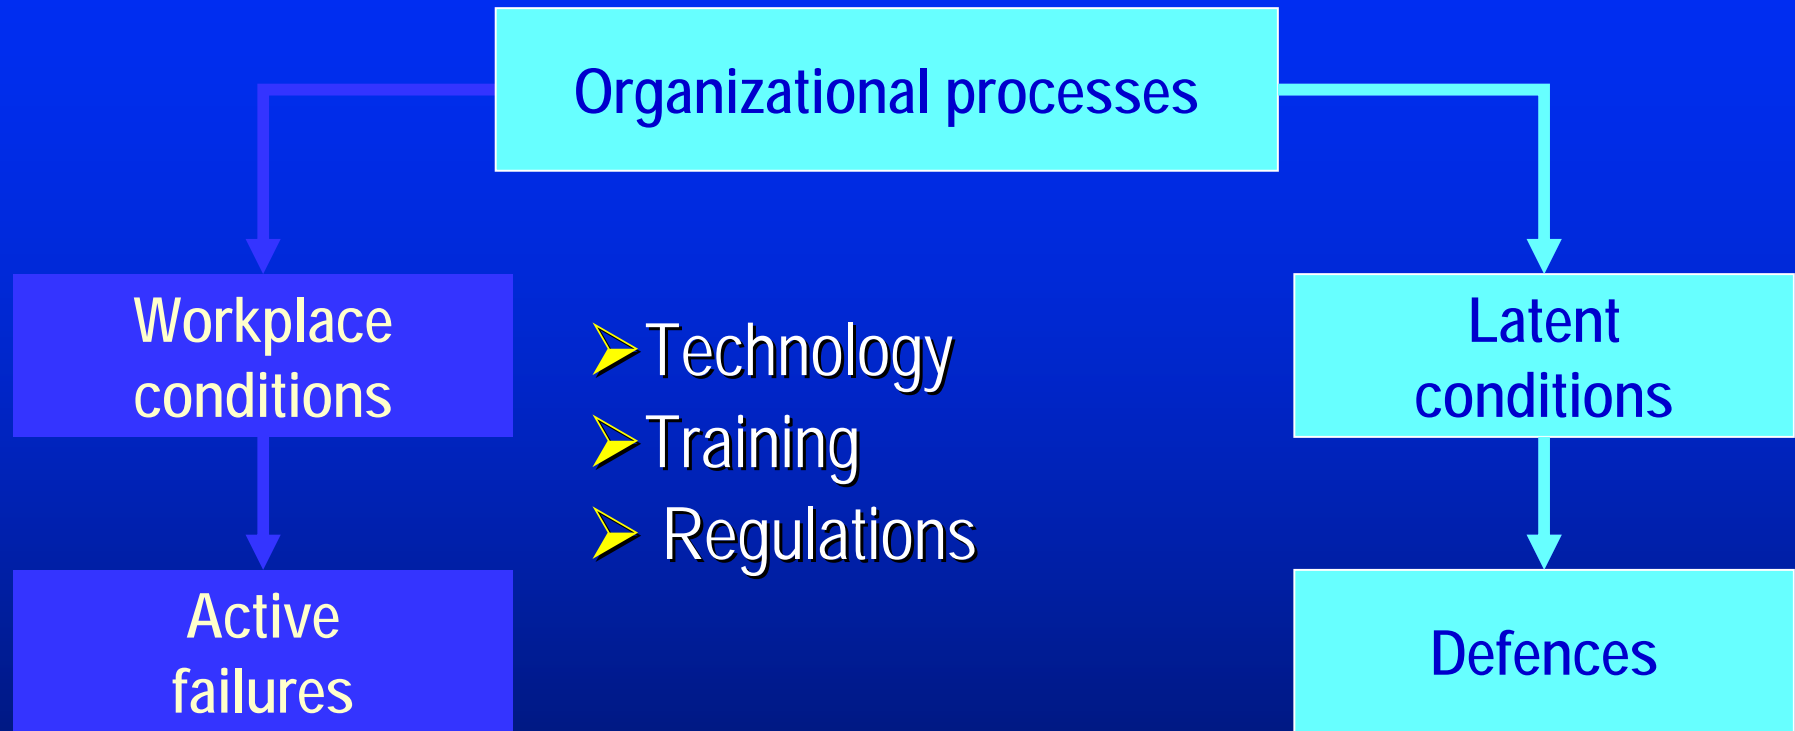 Organizational processes
Workplace
conditions
Technology
Training
Regulations
Latent
conditions
Active
failures
Defences